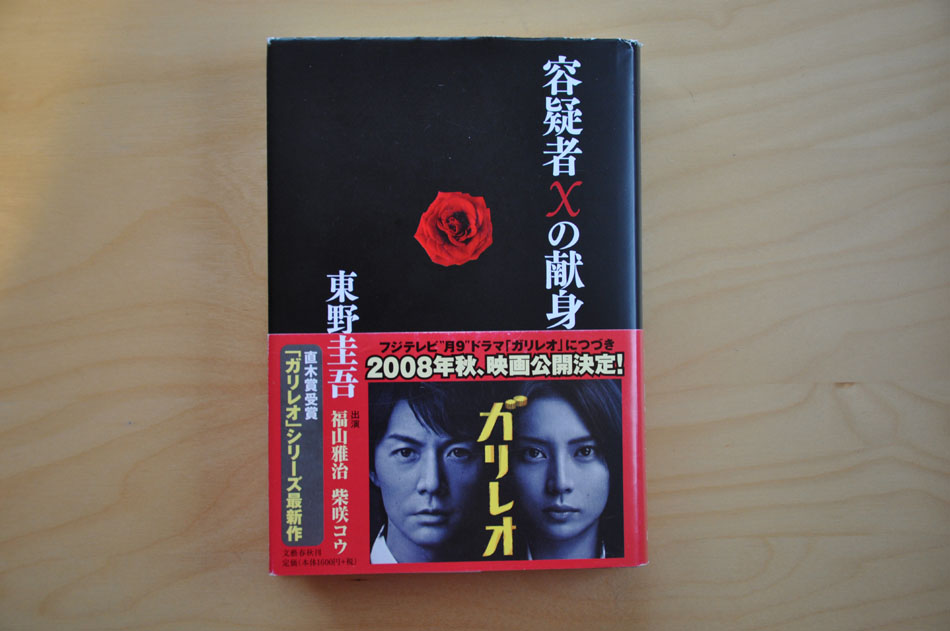 容疑者χの献身
東野圭吾
フジテレビ"月9"ドラマ「ガリレオ」につづき
2008年秋、映画公開決定!
ガリレオ
出演
福山雅治 柴咲コウ
直木賞受賞
「ガリレオ」シリーズ最新作
文藝春秋刊
定価(本体1600円+税)